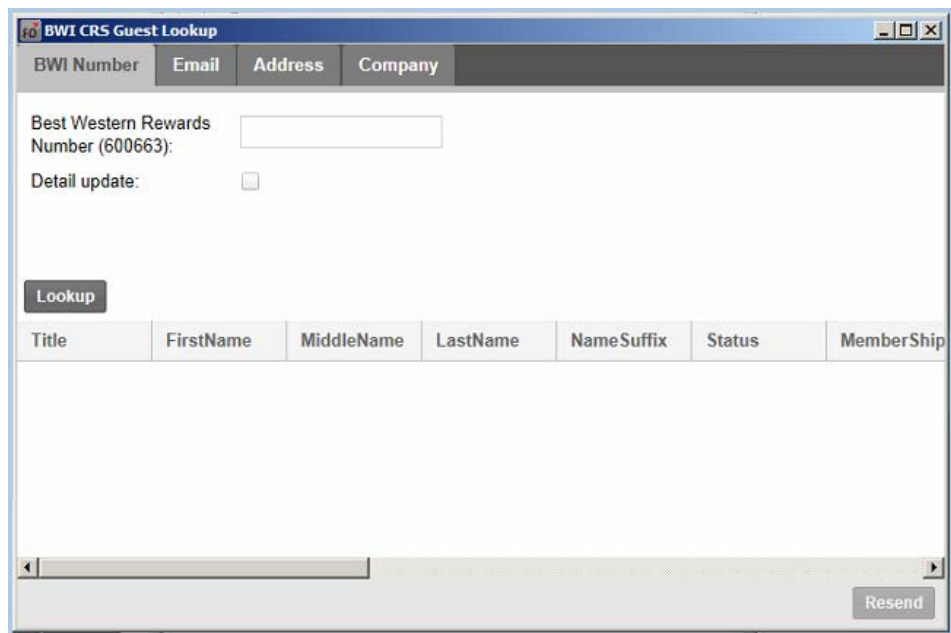 FO BWI CRS Guest Lookup
BWI Number Email Address Company
Best Western Rewards
Number (600663):
Detail update:
Lookup
Title FirstName MiddleName LastName NameSuffix Status MemberShip
Resend